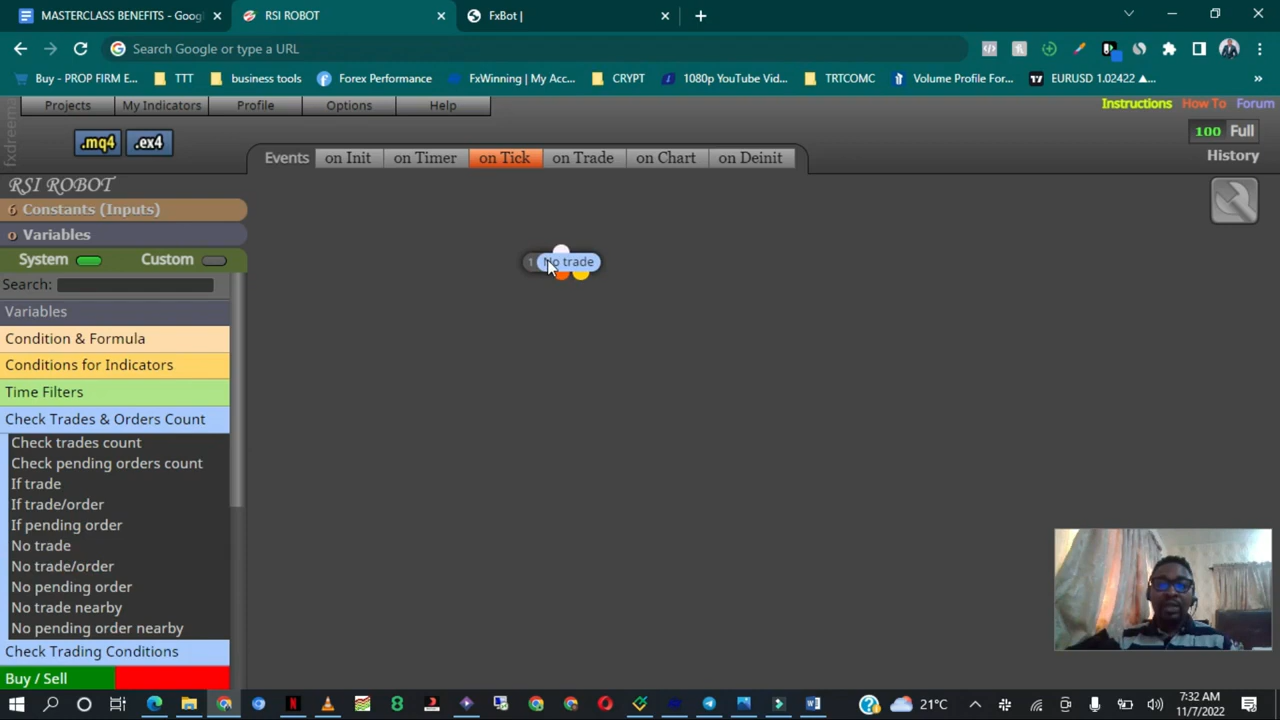 MASTERCLASS BENEFITS - Goog
RSI ROBOT
FxBot |
Search Google or type a URL
Buy - PROP FIRM E...
TTT
business tools
Forex Performance
FxWinning | My Acc...
CRYPT
1080p YouTube Vid...
TRTCOMC
Volume Profile For...
EURUSD 1.02422 ▲...
»
Projects
My Indicators
Profile
Options
Help
Instructions
How To
Forum
.mq4
.ex4
100 Full
History
Events
on Init
on Timer
on Tick
on Trade
on Chart
on Deinit
RSI ROBOT
6 Constants (Inputs)
0 Variables
System
Custom
Search:
Variables
Condition & Formula
Conditions for Indicators
Time Filters
Check Trades & Orders Count
Check trades count
Check pending orders count
If trade
If trade/order
If pending order
No trade
No trade/order
No pending order
No trade nearby
No pending order nearby
Check Trading Conditions
Buy / Sell
1 No trade
21°C
7:32 AM
11/7/2022